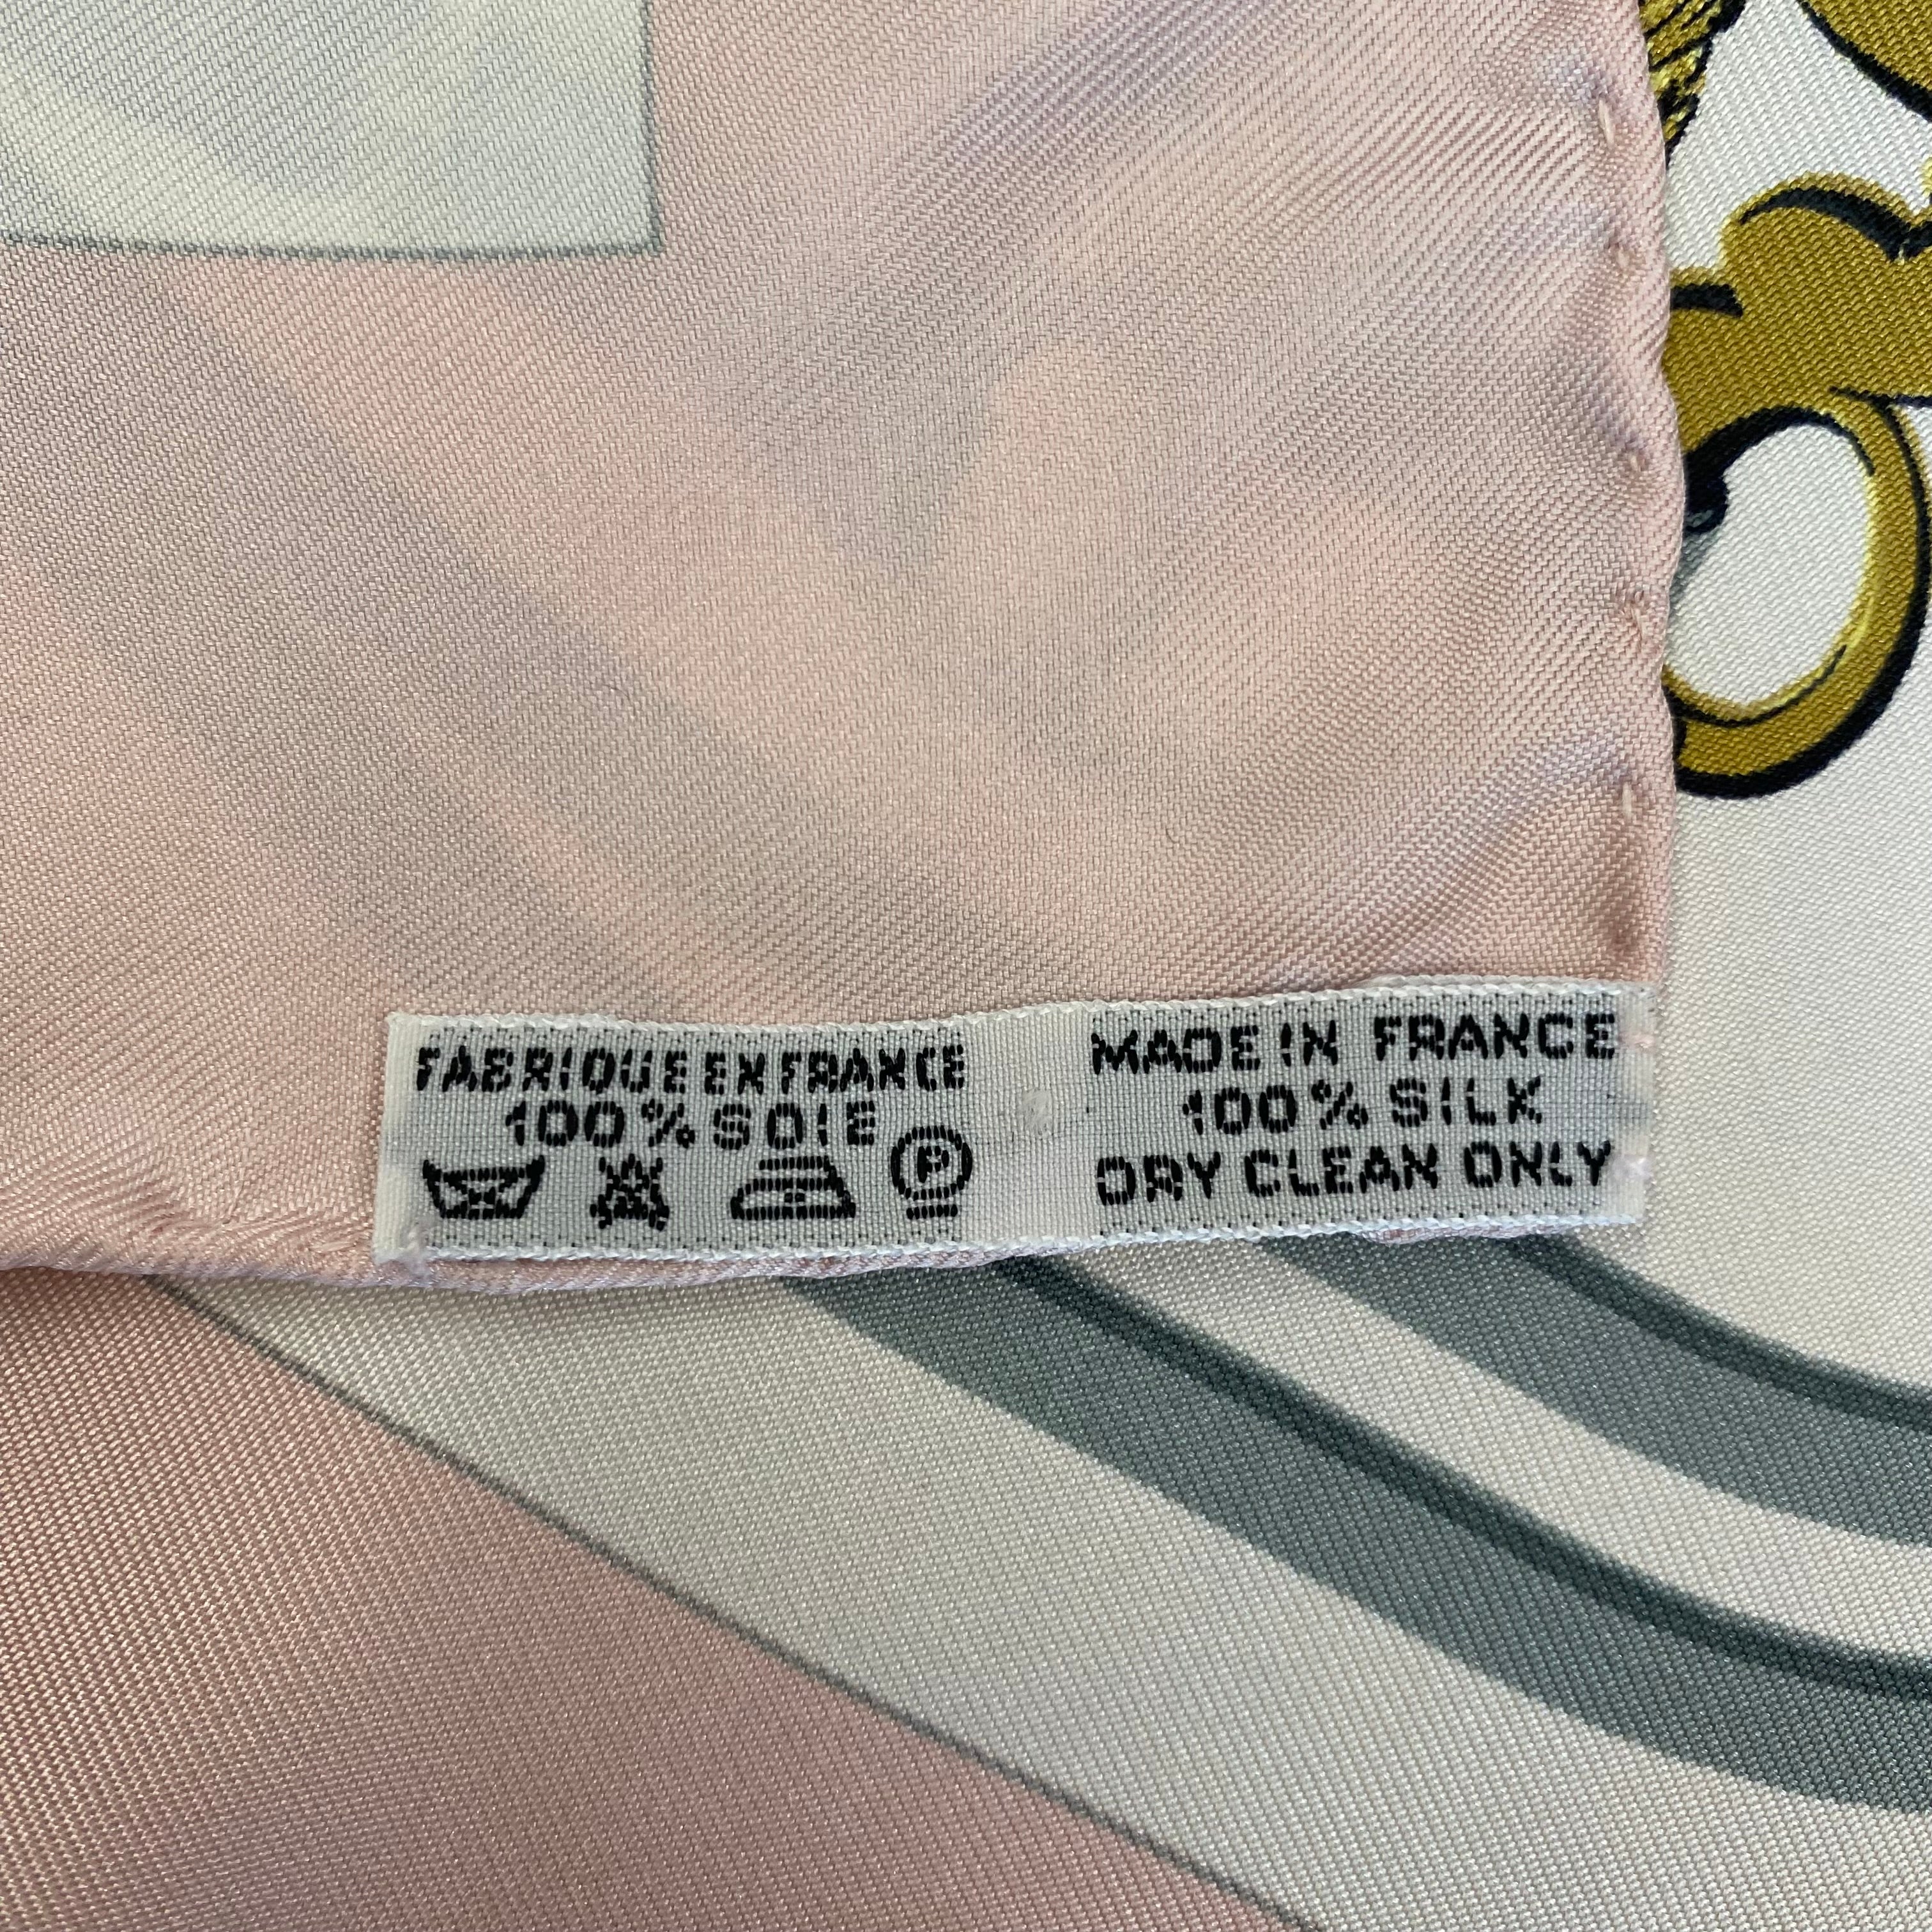 FABRIQUE EN FRANCE
100% SOIE
P
MADE IN FRANCE
100% SILK
DRY CLEAN ONLY